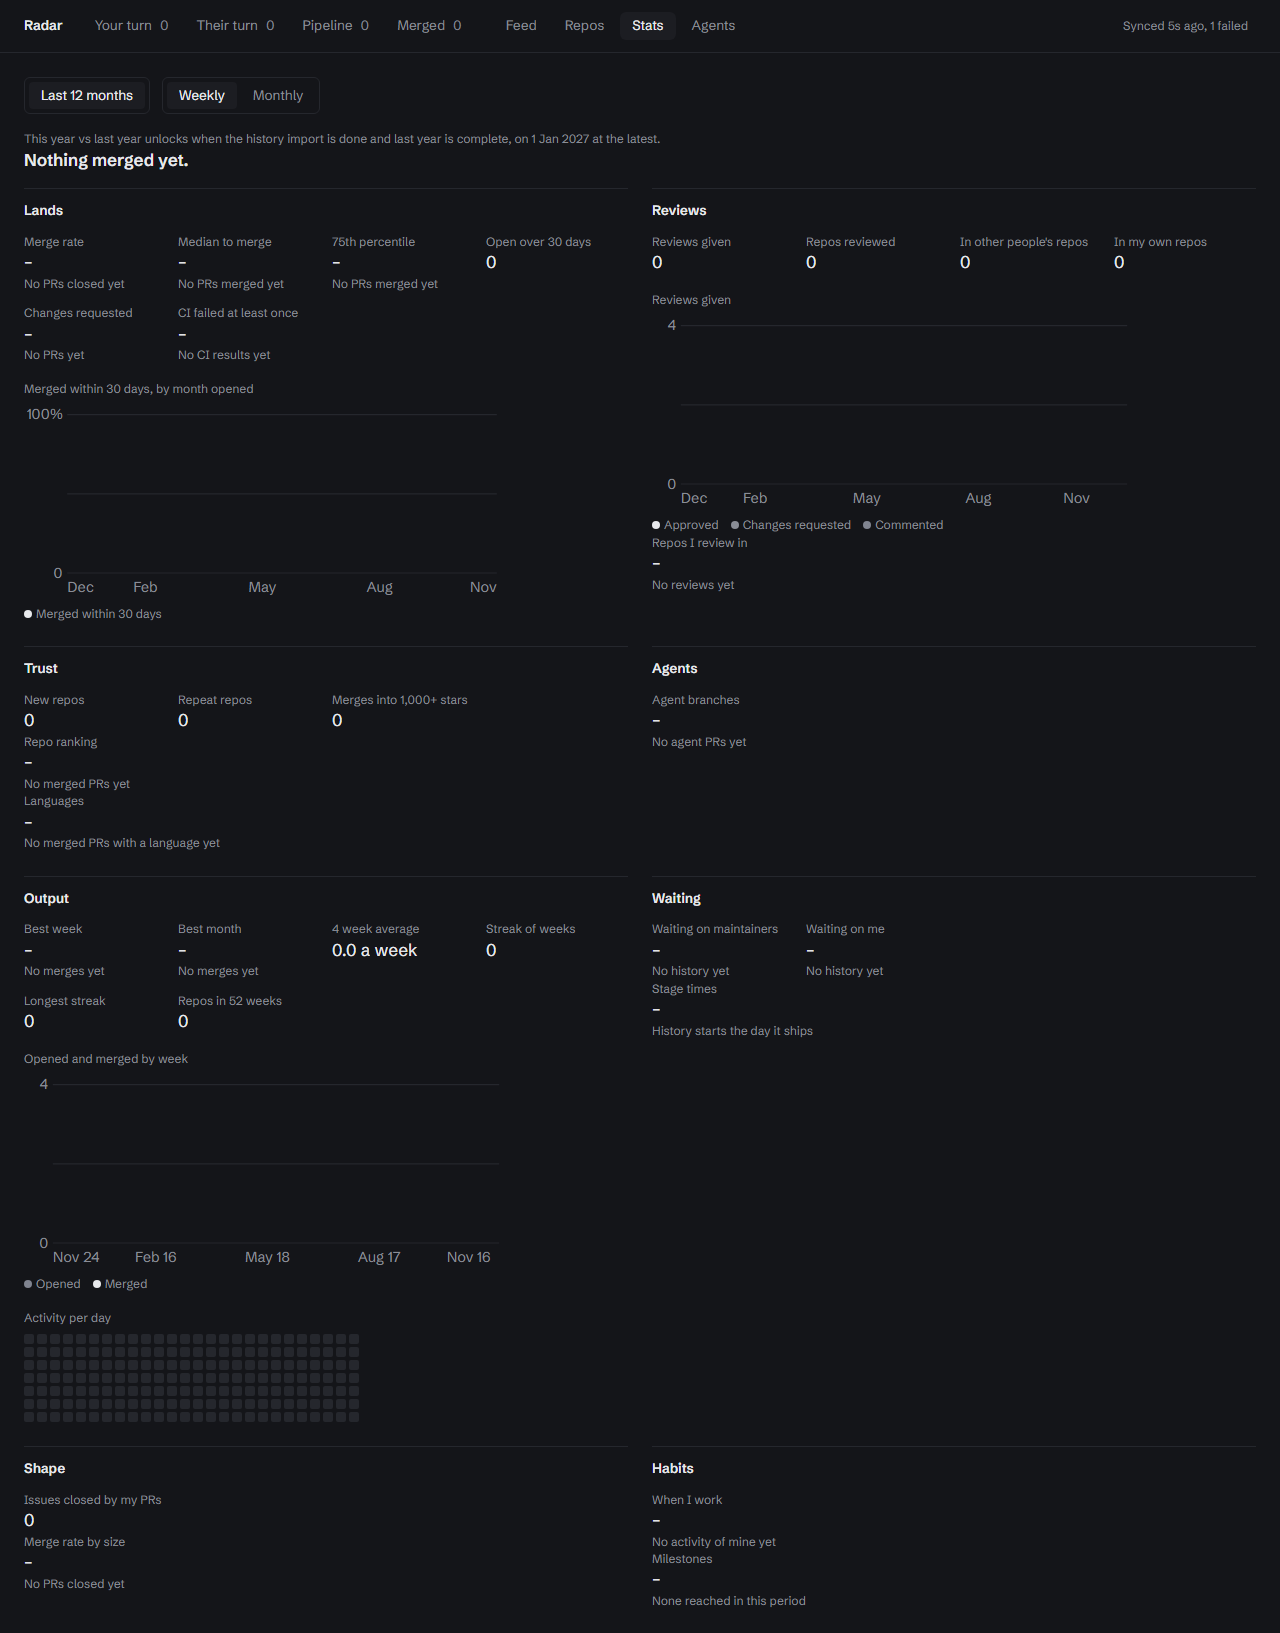 Radar Your turn 0 Their turn 0 Pipeline 0 Merged 0 Feed Repos Stats Agents Synced 5s ago, 1 failed
Last 12 months Weekly Monthly
This year vs last year unlocks when the history import is done and last year is complete, on 1 Jan 2027 at the latest.
Nothing merged yet.
Lands
Merge rate Median to merge 75th percentile Open over 30 days
– – – 0
No PRs closed yet No PRs merged yet No PRs merged yet
Changes requested CI failed at least once
– –
No PRs yet No CI results yet
Merged within 30 days, by month opened
100%
0
Dec Feb May Aug Nov
Merged within 30 days
Reviews
Reviews given Repos reviewed In other people's repos In my own repos
0 0 0 0
Reviews given
4
0
Dec Feb May Aug Nov
Approved Changes requested Commented
Repos I review in
–
No reviews yet
Trust
New repos Repeat repos Merges into 1,000+ stars
0 0 0
Repo ranking
–
No merged PRs yet
Languages
–
No merged PRs with a language yet
Agents
Agent branches
–
No agent PRs yet
Output
Best week Best month 4 week average Streak of weeks
– – 0.0 a week 0
No merges yet No merges yet
Longest streak Repos in 52 weeks
0 0
Opened and merged by week
4
0
Nov 24 Feb 16 May 18 Aug 17 Nov 16
Opened Merged
Activity per day
Waiting
Waiting on maintainers Waiting on me
– –
No history yet No history yet
Stage times
–
History starts the day it ships
Shape
Issues closed by my PRs
0
Merge rate by size
–
No PRs closed yet
Habits
When I work
–
No activity of mine yet
Milestones
–
None reached in this period